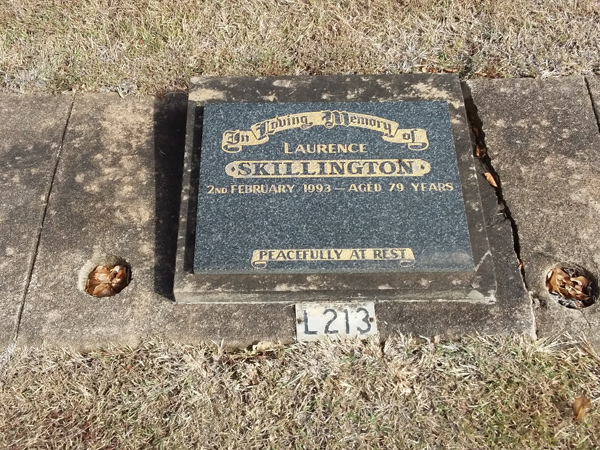 In Loving Memory of
LAURENCE
SKILLINGTON
2ND FEBRUARY 1993 — AGED 79 YEARS
PEACEFULLY AT REST
L213